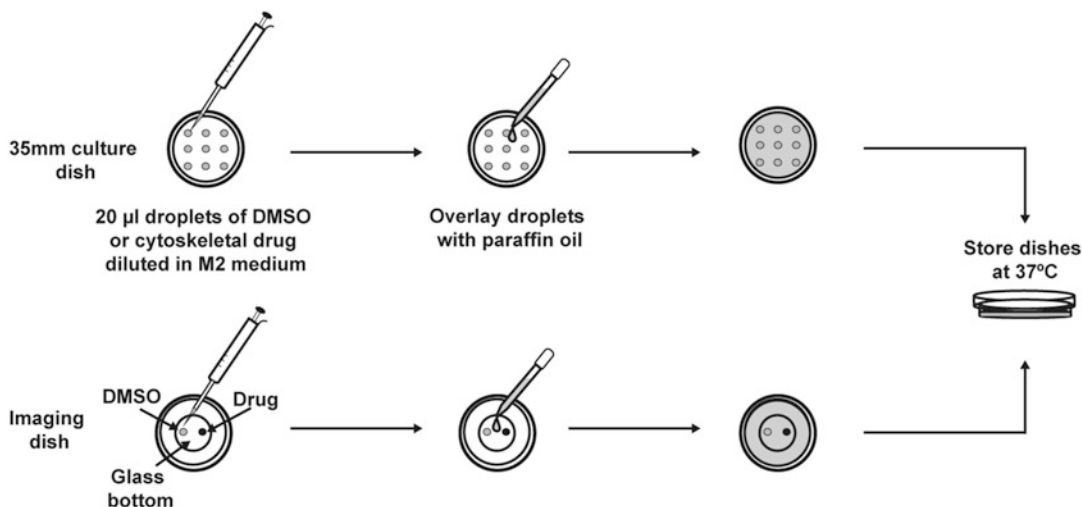 35mm culture
dish
20 µl droplets of DMSO
or cytoskeletal drug
diluted in M2 medium
Overlay droplets
with paraffin oil
Store dishes
at 37ºC
Imaging
dish
DMSO
Drug
Glass
bottom